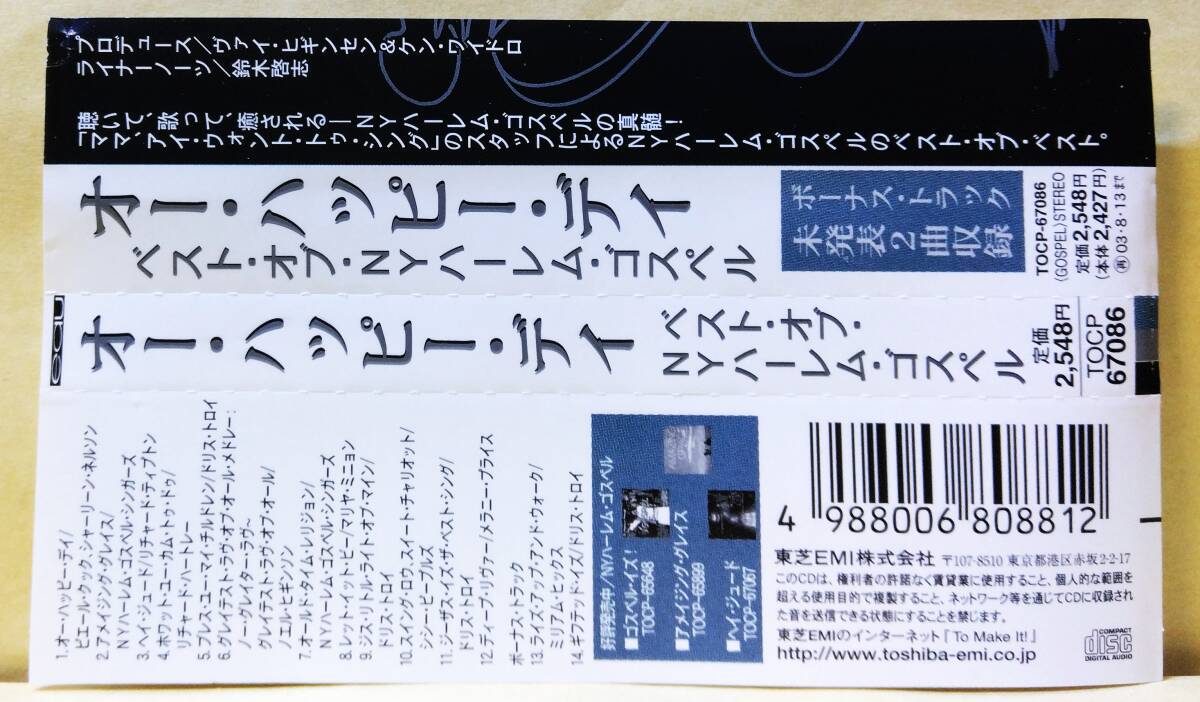 プロデュース/ヴァイ・ヒギンセン&ケン・ワイドロ
ライナーノーツ/鈴木啓志
聴いて、歌って、癒される—NYハーレム・ゴスペルの真髄!
「ママ、アイ・ウォント・トゥ・シング」のスタッフによるNYハーレム・ゴスペルのベスト・オブ・ベスト。
オー・ハッピー・デイ
ベスト・オブ・NYハーレム・ゴスペル
ボーナス・トラック
未発表2曲収録
TOCP-67086
(GOSPEL)/STEREO
定価2,548円
(本体2,427円)
(再)03・8・13まで
オー・ハッピー・デイ
ベスト・オブ・
NYハーレム・ゴスペル
定価
2,548円
TOCP
67086
1.オー・ハッピー・デイ/
ピエール・クック、シャーリーン・ネルソン
2.アメイジング・グレイス/
NYハーレム・ゴスペル・シンガーズ
3.ヘイ・ジュード/リチャード・ティプトン
4.ホワット・ユー・カム・トゥ・ドゥ/
リチャード・ハートレー
5.ブレス・ユー・マイ・チルドレン/ドリス・トロイ
6.グレイテスト・ラヴ・オブ・オール・メドレー:
ノー・グレイター・ラヴ~
グレイテスト・ラヴ・オブ・オール/
ノエル・ヒギンソン
7.オールド・タイム・レリジョン/
NYハーレム・ゴスペル・シンガーズ
8.レット・イット・ビー/マリヤ・ミニョン
9.ジス・リトル・ライト・オブ・マイン/
ドリス・トロイ
10.スイング・ロウ、スイート・チャリオット/
ジシー・ピープルズ
11.ジーザス・イズ・ザ・ベスト・シング/
ドリス・トロイ
12.ディープ・リヴァー/メラニー・プライス
ボーナス・トラック
13.ライズ・アップ・アンド・ウォーク/
ミリアム・ヒックス
14.ギフテッド・イズ/ドリス・トロイ
好評発売中/NYハーレム・ゴスペル
■ゴスペル・イズ!
TOCP-65648
■アメイジング・グレイス
TOCP-65899
■ヘイ・ジュード
TOCP-67067
4 988006 808812
東芝EMI株式会社 〒107-8510 東京都港区赤坂2-2-17
このCDは、権利者の許諾なく賃貸業に使用すること、個人的な範囲を
超える使用目的で複製すること、ネットワーク等を通じてCDに収録され
た音を送信できる状態にすることを禁じます。
東芝EMIのインターネット「To Make It!」
http://www.toshiba-emi.co.jp
COMPACT
disc
DIGITAL AUDIO